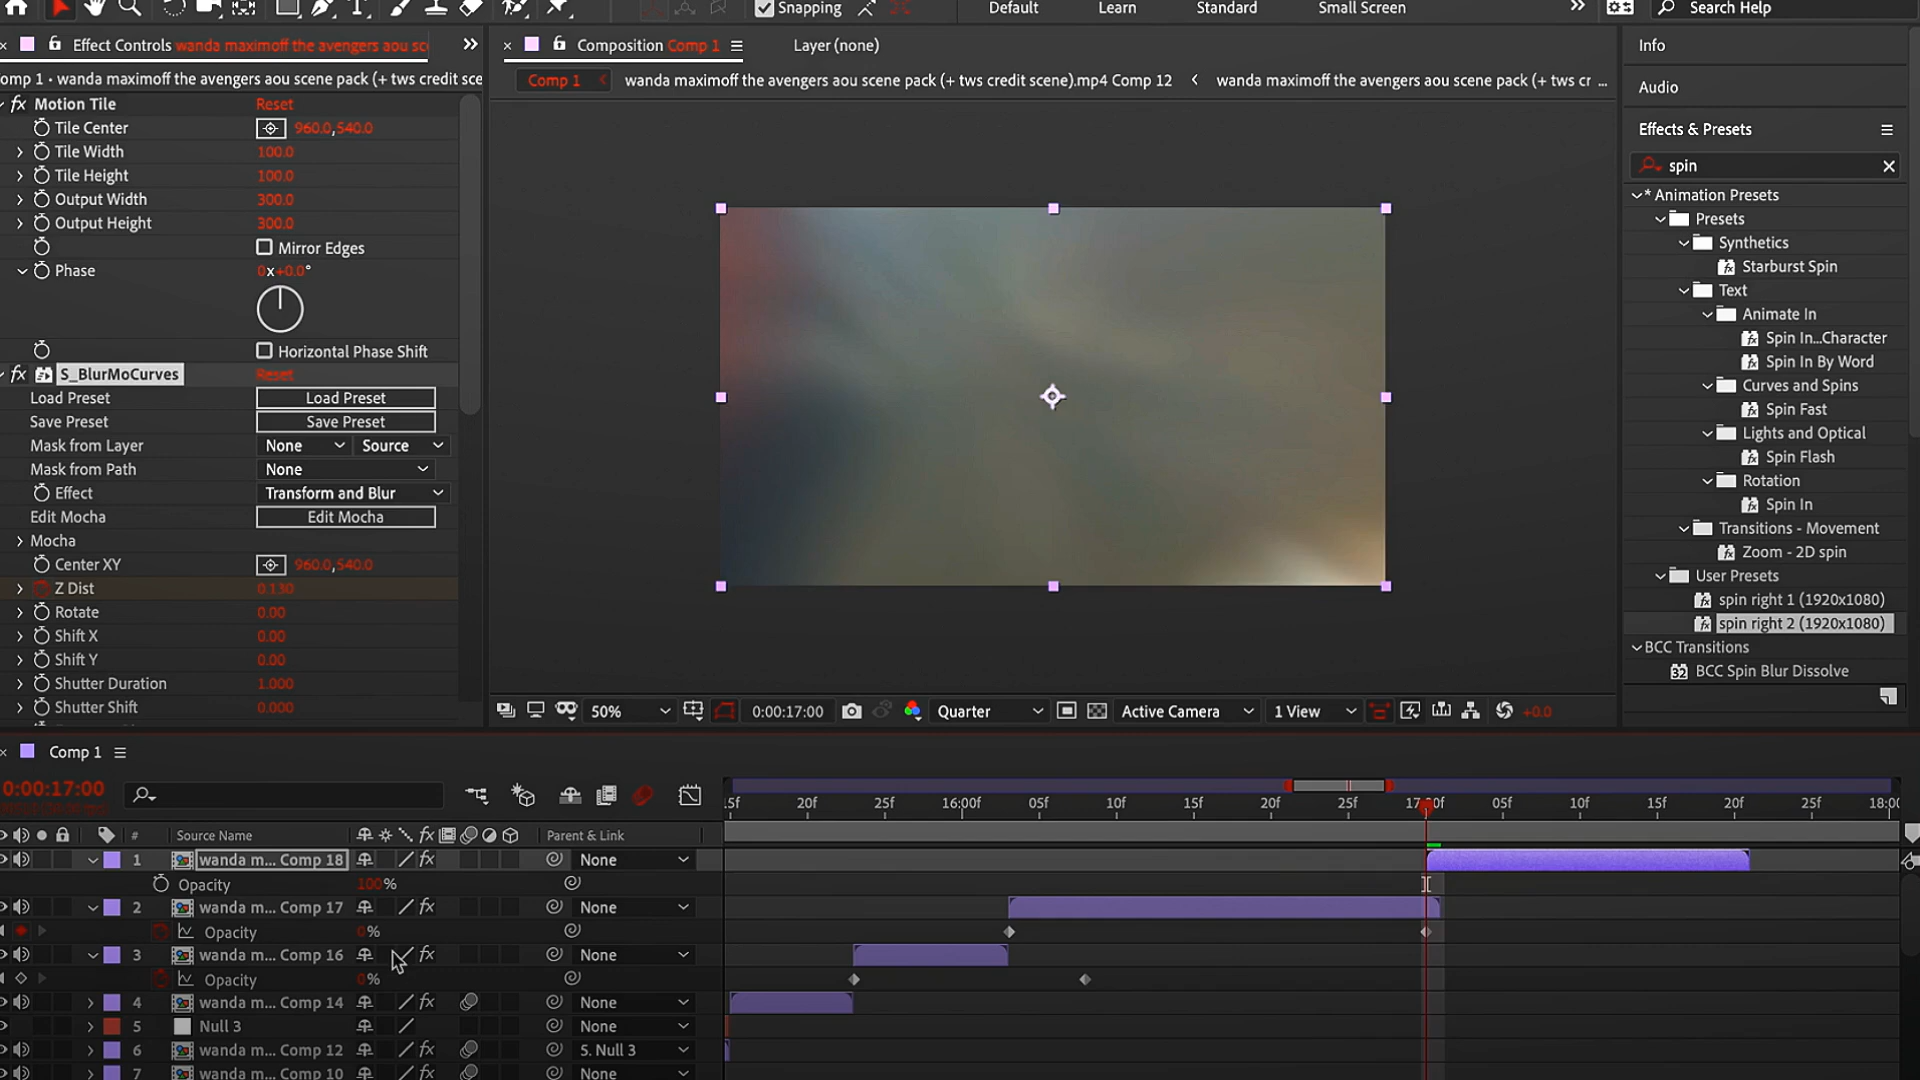 Snapping
Default
Learn
Standard
Small Screen
Search Help
Effect Controls wanda maximoff the avengers aou sc
Composition Comp 1
Layer (none)
Info
omp 1 • wanda maximoff the avengers aou scene pack (+ tws credit sce
Comp 1
wanda maximoff the avengers aou scene pack (+ tws credit scene).mp4 Comp 12
wanda maximoff the avengers aou scene pack (+ tws cr ...
Audio
fx Motion Tile Reset
Effects & Presets
Tile Center 960.0,540.0
Tile Width 100.0
spin
Tile Height 100.0
* Animation Presets
Output Width 300.0
Presets
Output Height 300.0
Synthetics
Mirror Edges
Starburst Spin
Phase 0x+0.0°
Text
Animate In
Spin In...Character
Horizontal Phase Shift
Spin In By Word
fx S_BlurMoCurves Reset
Curves and Spins
Load Preset Load Preset
Spin Fast
Save Preset Save Preset
Lights and Optical
Mask from Layer None Source
Spin Flash
Mask from Path None
Rotation
Effect Transform and Blur
Spin In
Edit Mocha Edit Mocha
Transitions - Movement
Mocha
Zoom - 2D spin
Center XY 960.0,540.0
User Presets
Z Dist 0.130
spin right 1 (1920x1080)
Rotate 0.00
spin right 2 (1920x1080)
Shift X 0.00
BCC Transitions
Shift Y 0.00
32 BCC Spin Blur Dissolve
Shutter Duration 1.000
Shutter Shift 0.000
50%
0:00:17:00
Quarter
Active Camera
1 View
+0.0
Comp 1
0:00:17:00
5f 20f 25f 16:00f 05f 10f 15f 20f 25f 17:00f 05f 10f 15f 20f 25f 18:00
# Source Name fx Parent & Link
1 wanda m... Comp 18 fx None
Opacity 100%
2 wanda m... Comp 17 fx None
Opacity 0%
3 wanda m... Comp 16 fx None
Opacity 0%
4 wanda m... Comp 14 fx None
5 Null 3 None
6 wanda m... Comp 12 fx 5. Null 3
7 wanda m... Comp 10 fx None